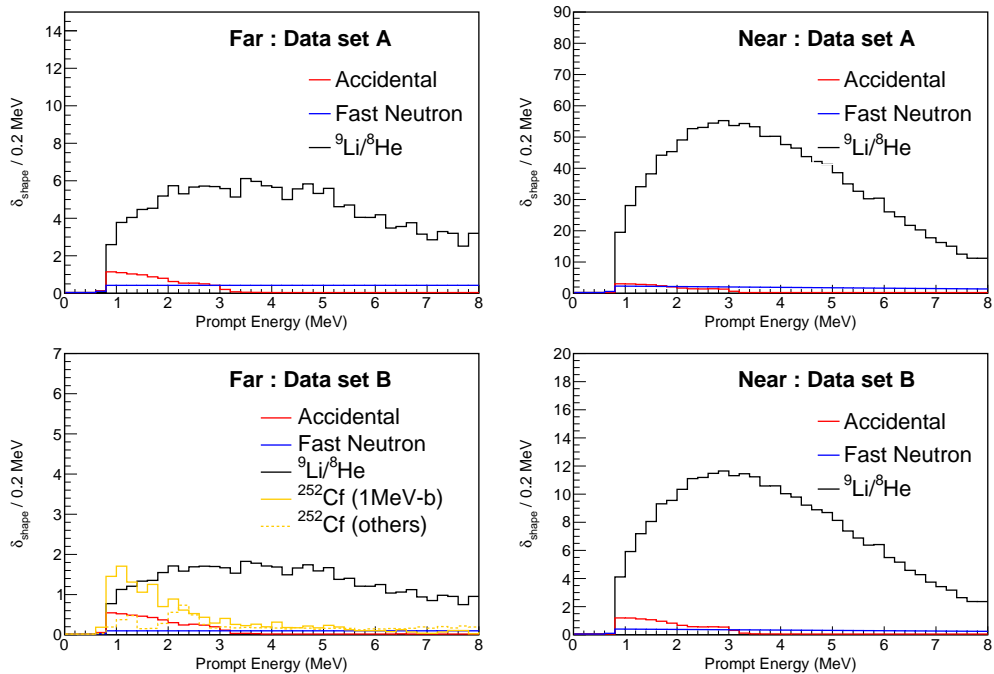 Far : Data set A
Accidental
Fast Neutron
⁹Li/⁸He
δshape / 0.2 MeV
14
12
10
8
6
4
2
0
0 1 2 3 4 5 6 7 8
Prompt Energy (MeV)
Near : Data set A
Accidental
Fast Neutron
⁹Li/⁸He
δshape / 0.2 MeV
90
80
70
60
50
40
30
20
10
0
0 1 2 3 4 5 6 7 8
Prompt Energy (MeV)
Far : Data set B
Accidental
Fast Neutron
⁹Li/⁸He
²⁵²Cf (1MeV-b)
²⁵²Cf (others)
δshape / 0.2 MeV
7
6
5
4
3
2
1
0
0 1 2 3 4 5 6 7 8
Prompt Energy (MeV)
Near : Data set B
Accidental
Fast Neutron
⁹Li/⁸He
δshape / 0.2 MeV
20
18
16
14
12
10
8
6
4
2
0
0 1 2 3 4 5 6 7 8
Prompt Energy (MeV)